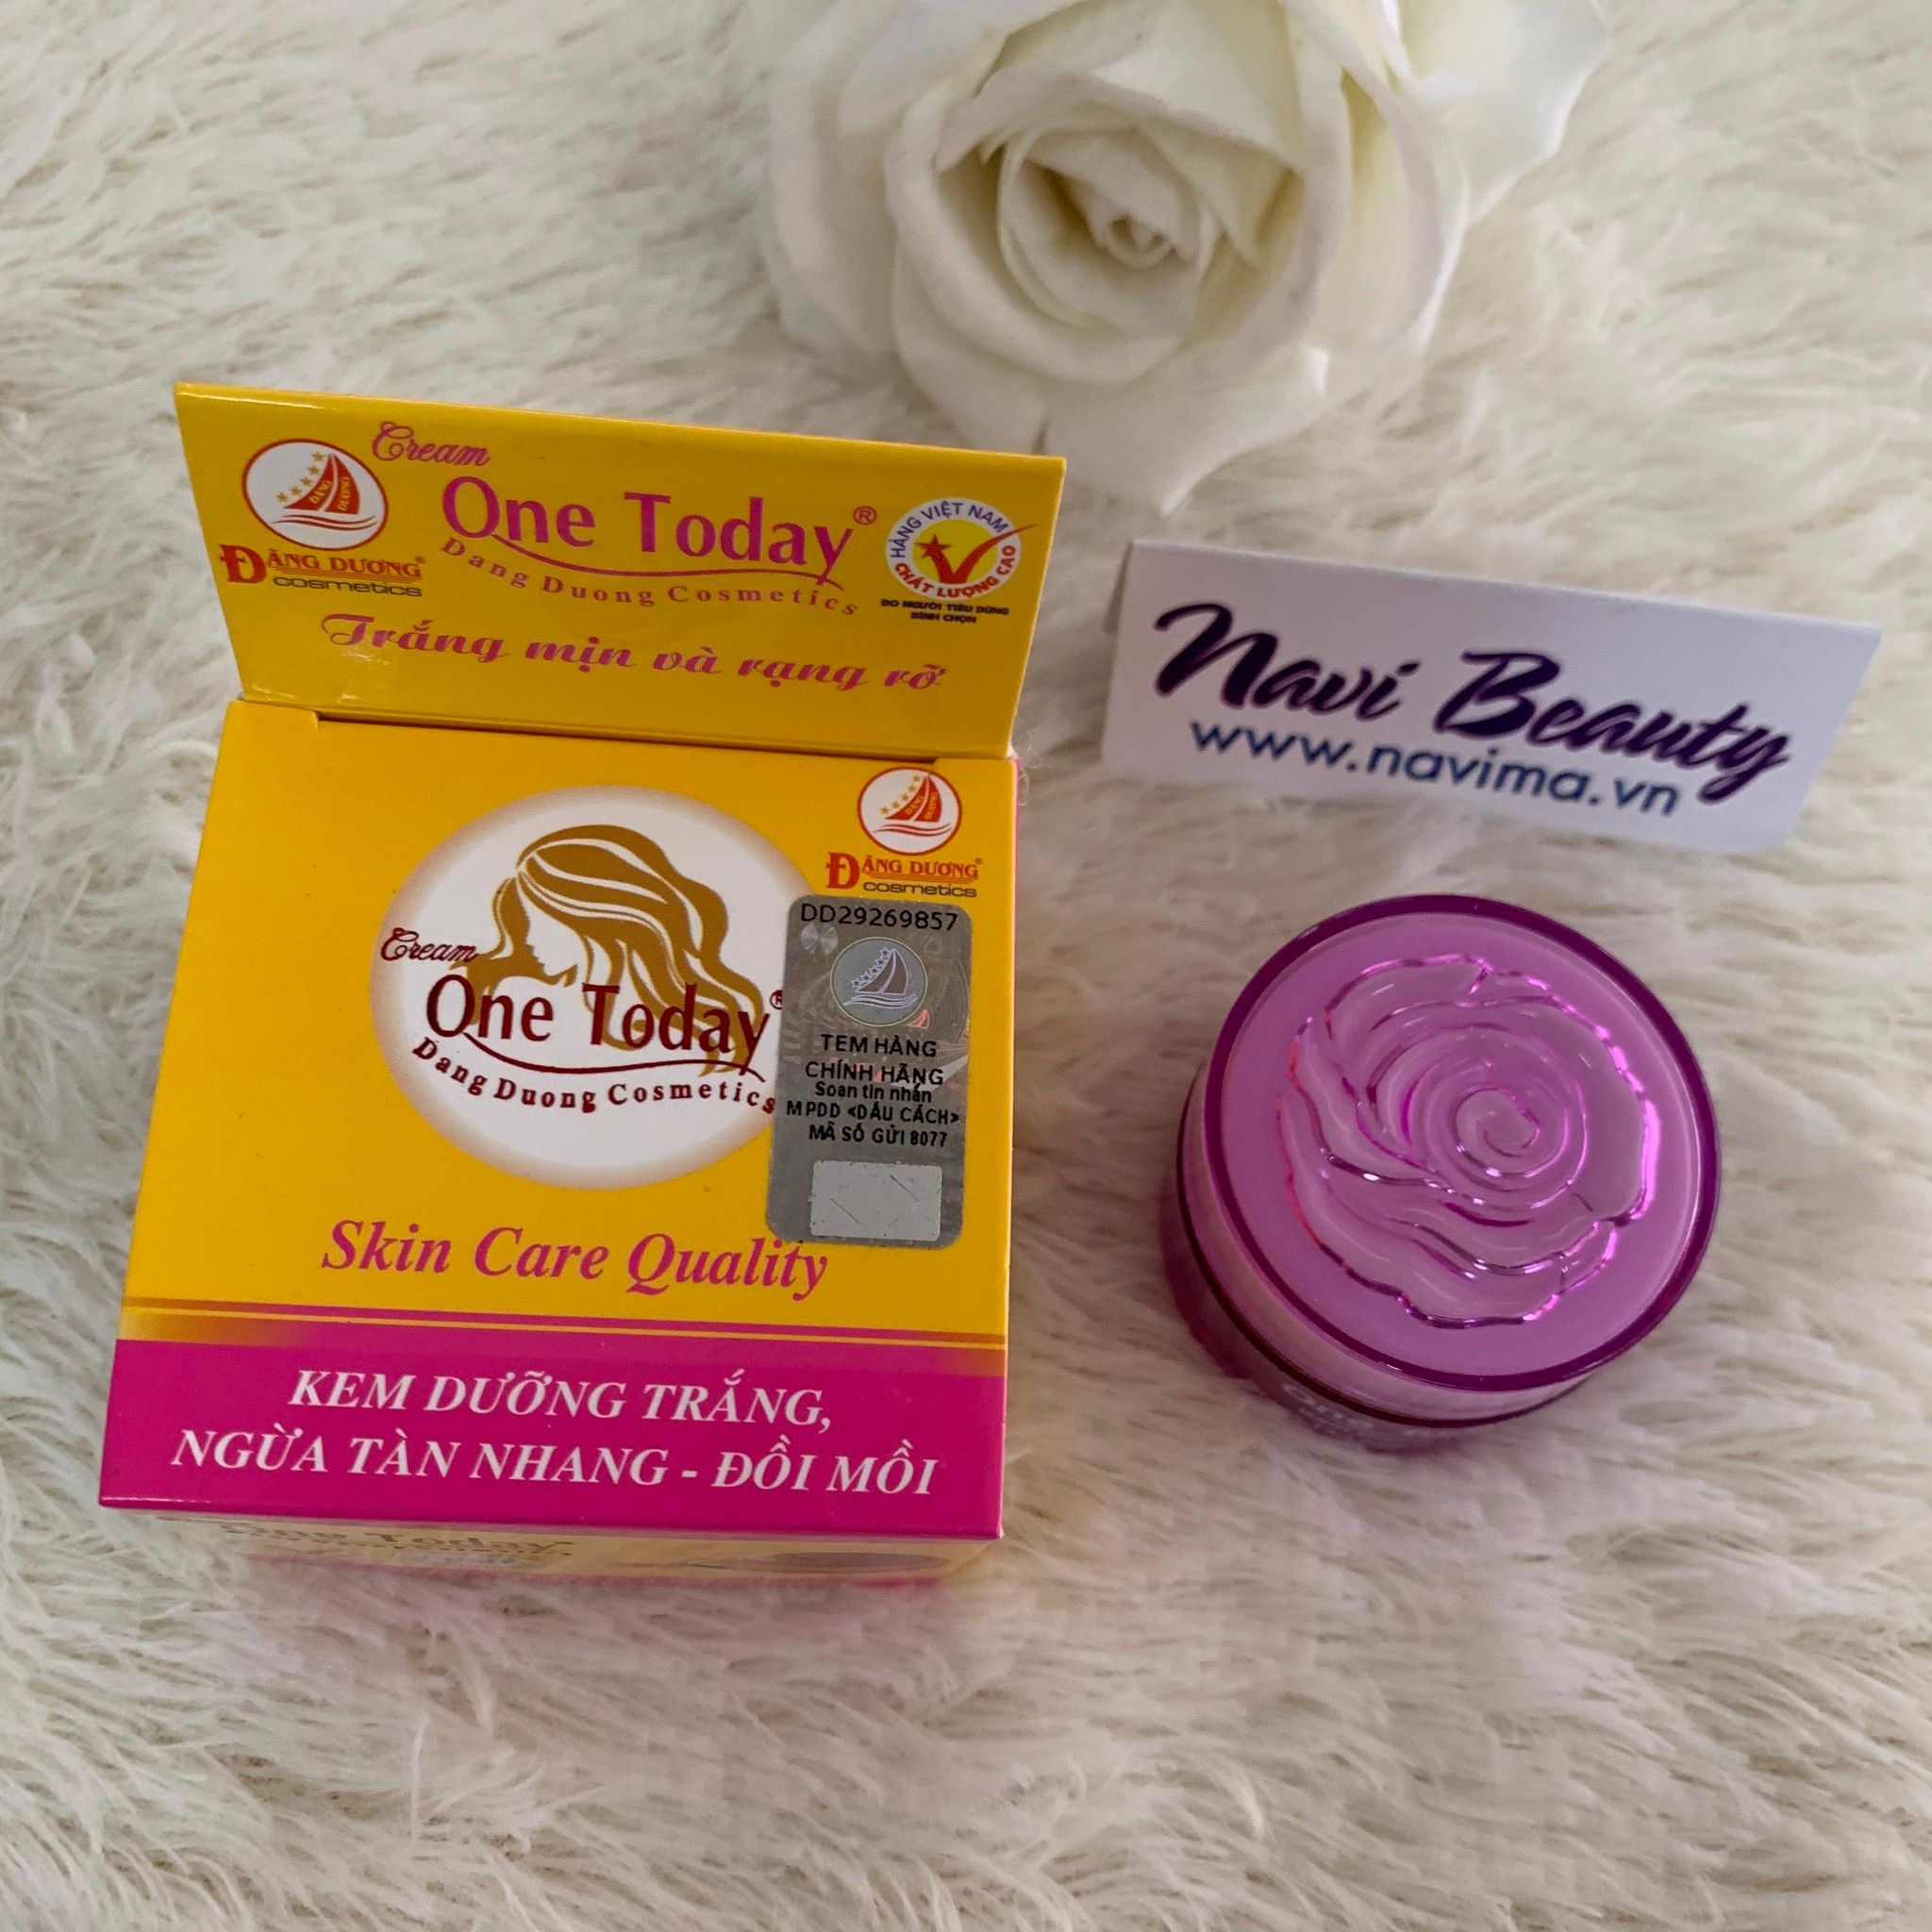 Cream
One Today®
Dang Duong Cosmetics
ĐĂNG DƯƠNG®
cosmetics
HÀNG VIỆT NAM
CHẤT LƯỢNG CAO
DO NGƯỜI TIÊU DÙNG
BÌNH CHỌN
Trắng mịn và rạng rỡ
Navi Beauty
www.navima.vn
ĐĂNG DƯƠNG®
cosmetics
Cream
One Today®
Dang Duong Cosmetics
DD29269857
TEM HÀNG
CHÍNH HÃNG
Soan tin nhắn
MPDD <DẤU CÁCH>
MÃ SỐ GỬI 8077
Skin Care Quality
KEM DƯỠNG TRẮNG,
NGỪA TÀN NHANG - ĐỒI MỒI
One Today